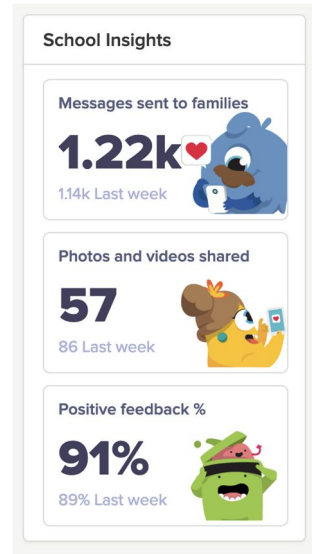 School Insights
Messages sent to families
1.22k
1.14k Last week
Photos and videos shared
57
86 Last week
Positive feedback %
91%
89% Last week